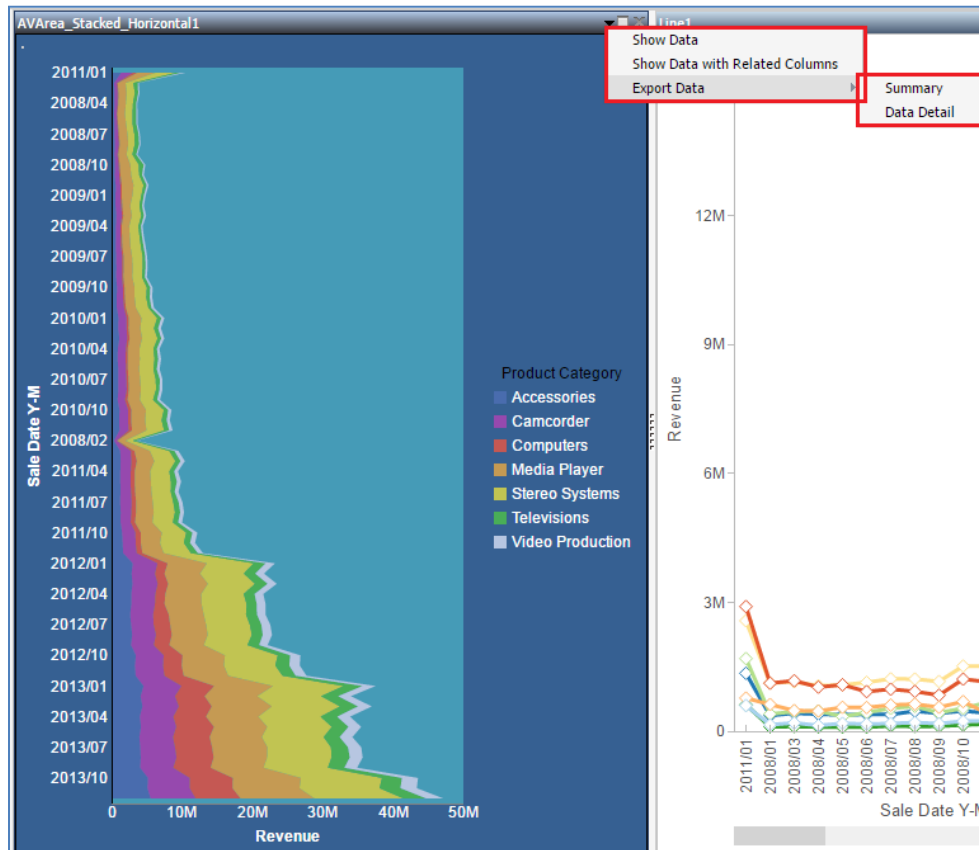 AVArea_Stacked_Horizontal1
Line1
Show Data
Show Data with Related Columns
Export Data
Summary
Data Detail
Sale Date Y-M
2011/01
2008/04
2008/07
2008/10
2009/01
2009/04
2009/07
2009/10
2010/01
2010/04
2010/07
2010/10
2008/02
2011/04
2011/07
2011/10
2012/01
2012/04
2012/07
2012/10
2013/01
2013/04
2013/07
2013/10
0 10M 20M 30M 40M 50M
Revenue
Product Category
Accessories
Camcorder
Computers
Media Player
Stereo Systems
Televisions
Video Production
Revenue
12M
9M
6M
3M
0
2011/01
2008/01
2008/03
2008/04
2008/05
2008/06
2008/07
2008/08
2008/09
2008/10
Sale Date Y-M